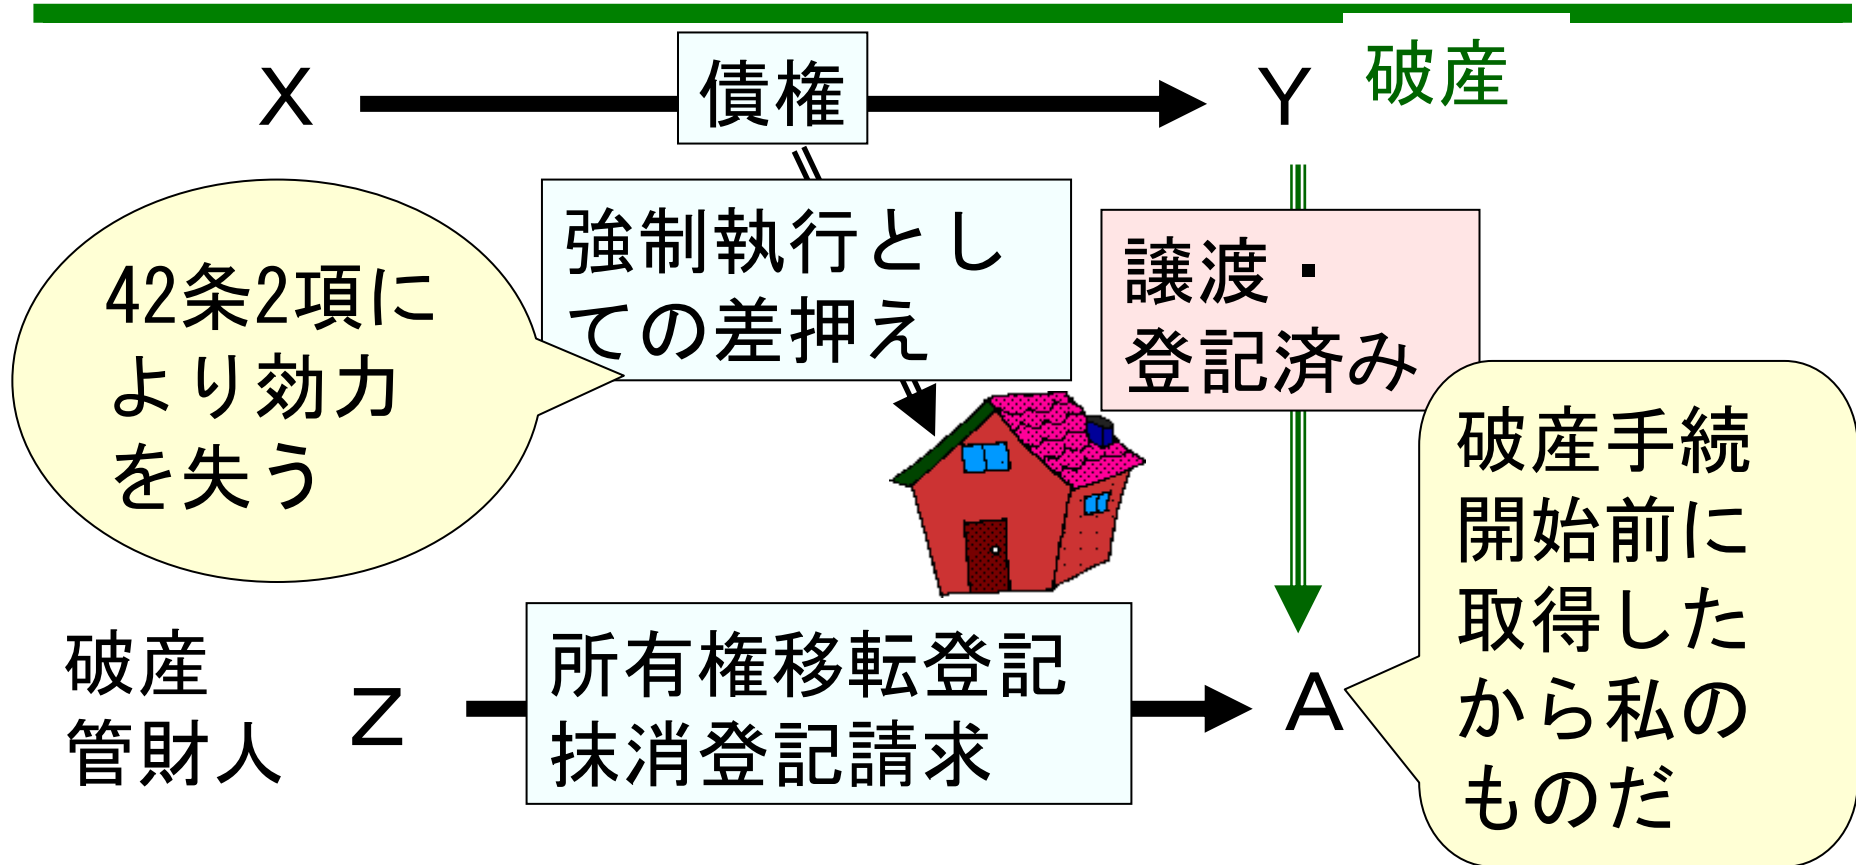 X
債権
Y
破産
42条2項に
より効力
を失う
強制執行とし
ての差押え
譲渡・
登記済み
破産手続
開始前に
取得した
から私の
ものだ
破産
管財人
Z
所有権移転登記
抹消登記請求
A